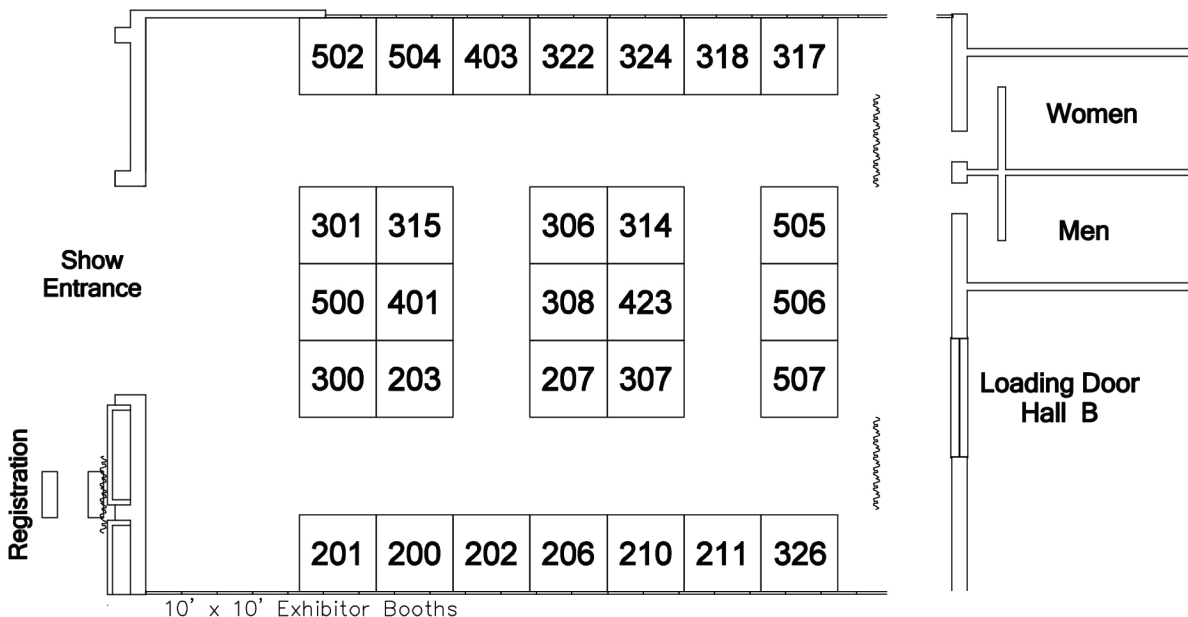 502 504 403 322 324 318 317
Women
301 315 306 314 505
Men
Show
Entrance
500 401 308 423 506
300 203 207 307 507
Loading Door
Hall B
Registration
201 200 202 206 210 211 326
10' x 10' Exhibitor Booths